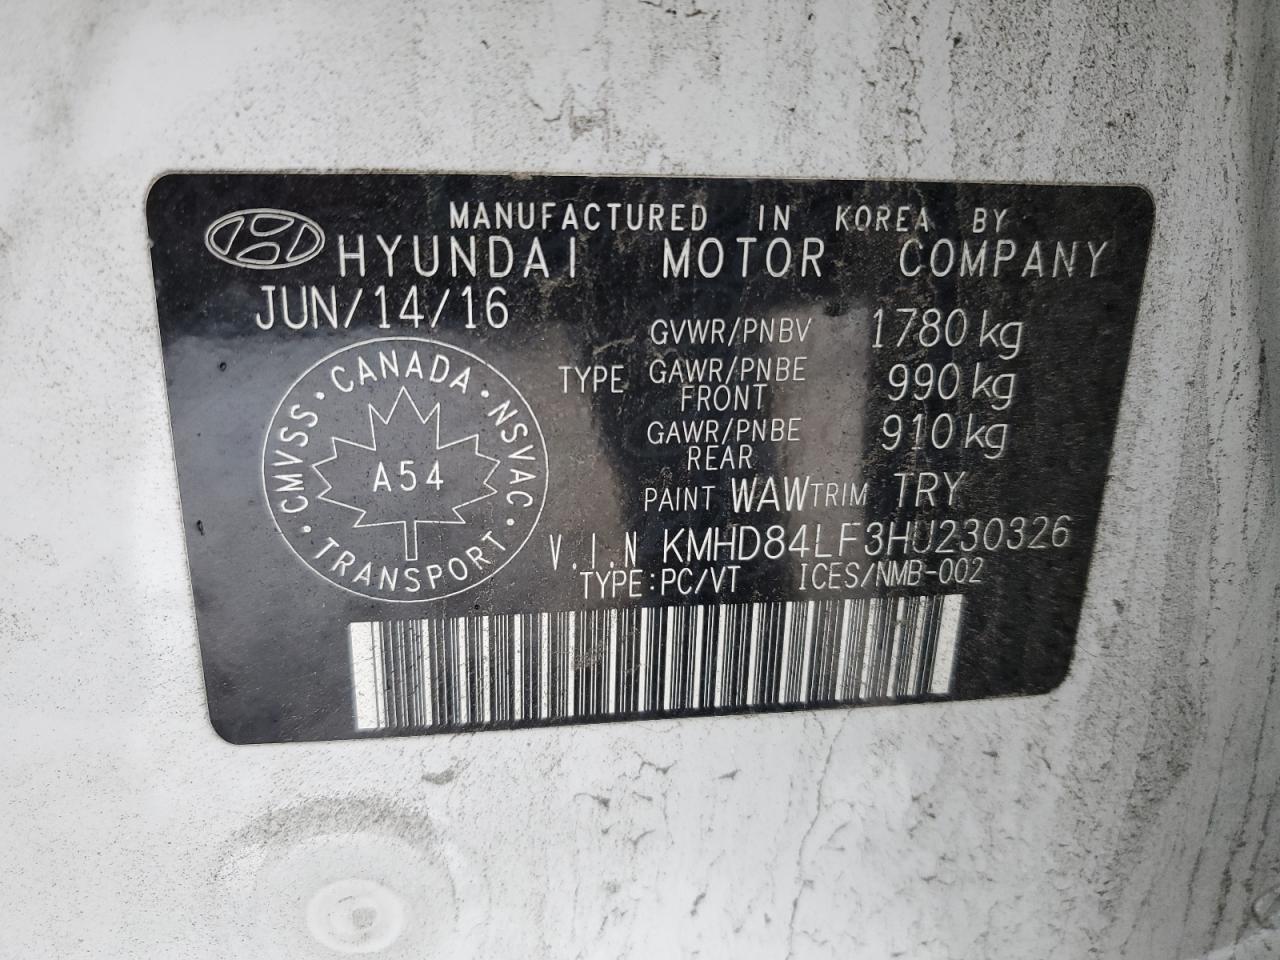 MANUFACTURED IN KOREA BY
HYUNDAI MOTOR COMPANY
JUN/14/16
GVWR/PNBV 1780 kg
TYPE GAWR/PNBE FRONT 990 kg
GAWR/PNBE REAR 910 kg
PAINT WAW TRIM TRY
V.I.N KMHD84LF3HU230326
TYPE:PC/VT ICES/NMB-002
· CANADA · NSVAC · TRANSPORT · CMVSS
A54